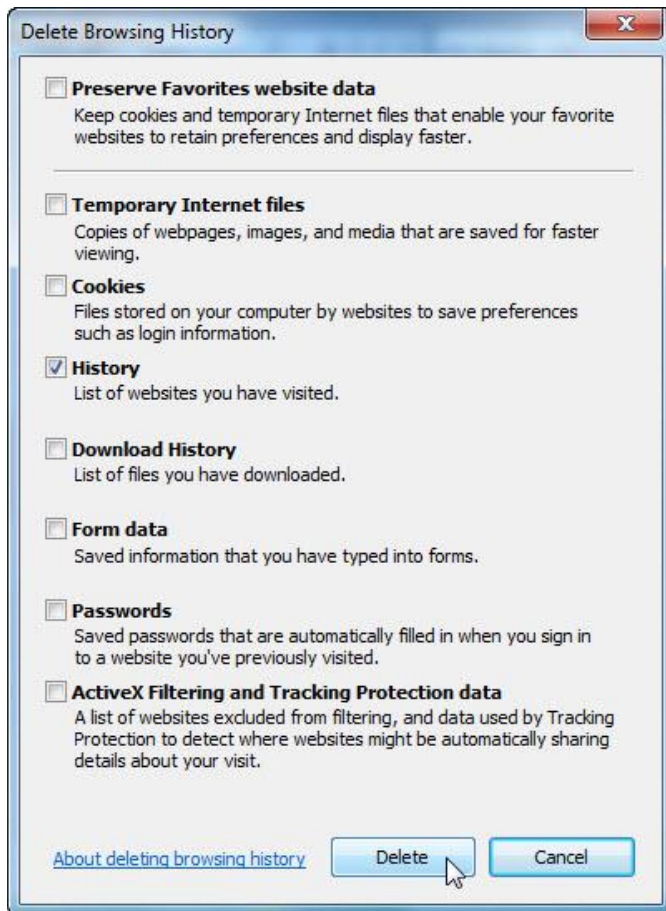 Delete Browsing History
Preserve Favorites website data
Keep cookies and temporary Internet files that enable your favorite
websites to retain preferences and display faster.
Temporary Internet files
Copies of webpages, images, and media that are saved for faster
viewing.
Cookies
Files stored on your computer by websites to save preferences
such as login information.
History
List of websites you have visited.
Download History
List of files you have downloaded.
Form data
Saved information that you have typed into forms.
Passwords
Saved passwords that are automatically filled in when you sign in
to a website you've previously visited.
ActiveX Filtering and Tracking Protection data
A list of websites excluded from filtering, and data used by Tracking
Protection to detect where websites might be automatically sharing
details about your visit.
About deleting browsing history Delete Cancel